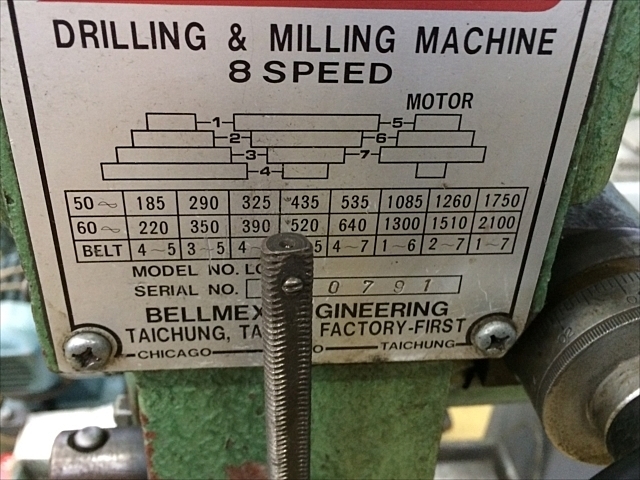 DRILLING & MILLING MACHINE
8 SPEED
MOTOR
1 5
2 6
3 7
4
50∼ 185 290 325 435 535 1085 1260 1750
60∼ 220 350 390 520 640 1300 1510 2100
BELT 4∼5 3∼5 4∼ 5 4∼7 1∼6 2∼7 1∼7
MODEL NO.
SERIAL NO. 0791
TAICHUNG, FACTORY-FIRST
CHICAGO TAICHUNG